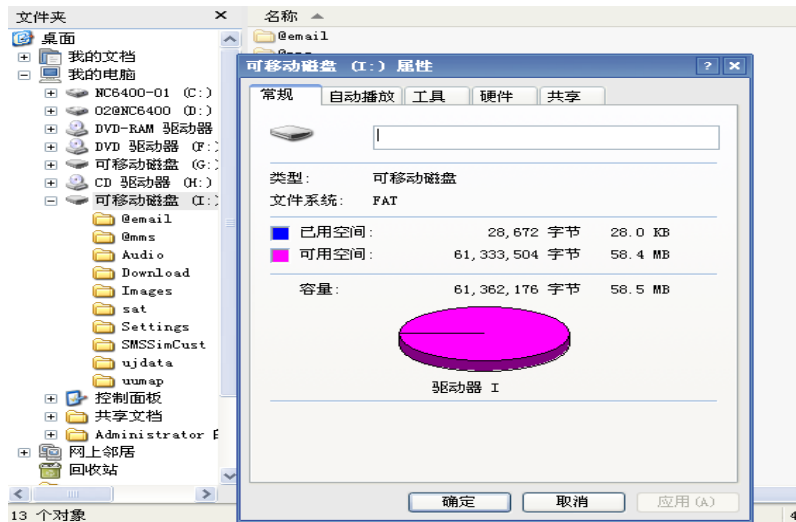 文件夹
名称
桌面
@email
我的文档
我的电脑
NC6400-01 (C:)
020NC6400 (D:)
DVD-RAM 驱动器
DVD 驱动器 (F:)
可移动磁盘 (G:)
CD 驱动器 (H:)
可移动磁盘 (I:)
@email
@mms
Audio
Download
Images
sat
Settings
SMSSimCust
ujdata
uumap
控制面板
共享文档
Administrator
网上邻居
回收站
13 个对象
可移动磁盘 (I:) 属性
常规 自动播放 工具 硬件 共享
类型: 可移动磁盘
文件系统: FAT
已用空间: 28,672 字节 28.0 KB
可用空间: 61,333,504 字节 58.4 MB
容量: 61,362,176 字节 58.5 MB
驱动器 I
确定 取消 应用(A)